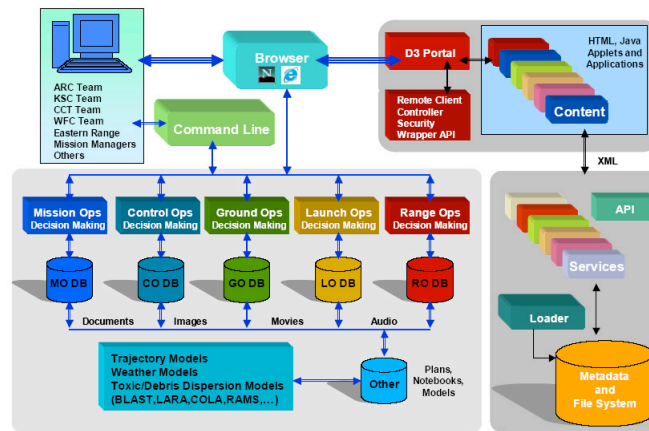 ARC Team
KSC Team
CCT Team
WFC Team
Eastern Range
Mission Managers
Others
Browser
N
Command Line
D3 Portal
Remote Client
Controller
Security
Wrapper API
HTML, Java
Applets and
Applications
Content
XML
Mission Ops
Decision Making
Control Ops
Decision Making
Ground Ops
Decision Making
Launch Ops
Decision Making
Range Ops
Decision Making
MO DB
CO DB
GO DB
LO DB
RO DB
Documents
Images
Movies
Audio
Trajectory Models
Weather Models
Toxic/Debris Dispersion Models
(BLAST,LARA,COLA,RAMS,...)
Other
Plans,
Notebooks,
Models
API
Services
Loader
Metadata
and
File System